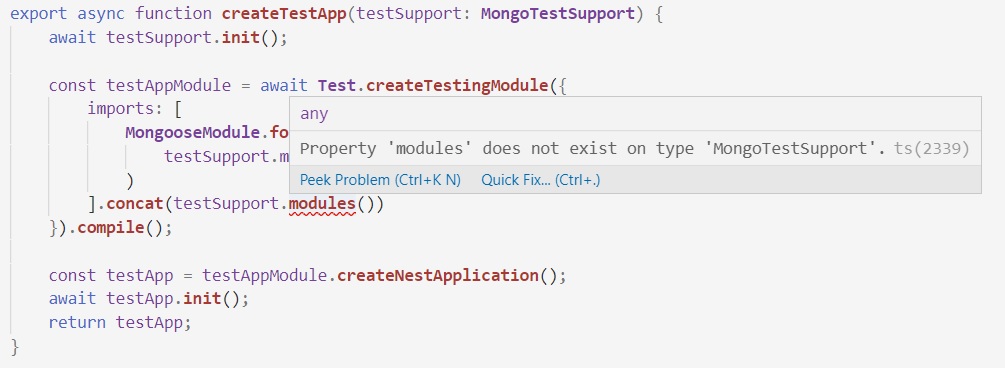 export async function createTestApp(testSupport: MongoTestSupport) {
await testSupport.init();
const testAppModule = await Test.createTestingModule({
imports: [
any
MongooseModule.fo
Property 'modules' does not exist on type 'MongoTestSupport'. ts(2339)
testSupport.m
)
Peek Problem (Ctrl+K N) Quick Fix... (Ctrl+.)
].concat(testSupport.modules())
}).compile();
const testApp = testAppModule.createNestApplication();
await testApp.init();
return testApp;
}